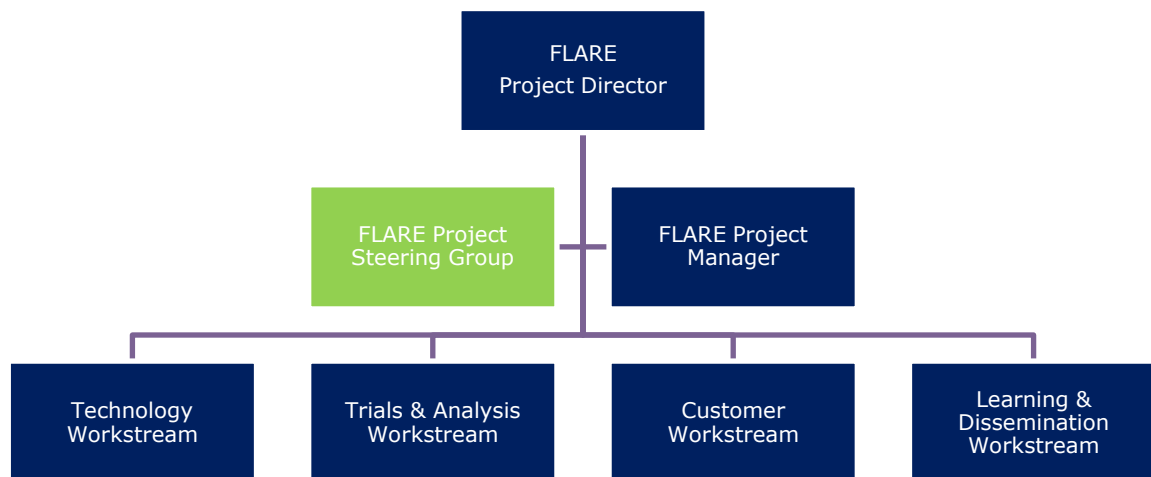 FLARE
Project Director
FLARE Project
Steering Group
FLARE Project
Manager
Technology
Workstream
Trials & Analysis
Workstream
Customer
Workstream
Learning &
Dissemination
Workstream